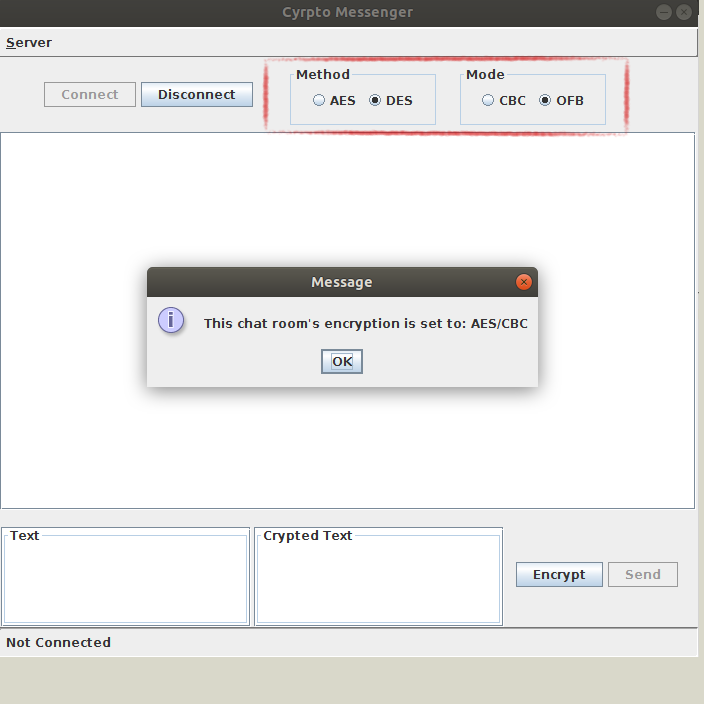 Cyrpto Messenger
Server
Connect
Disconnect
Method
AES
DES
Mode
CBC
OFB
Message
This chat room's encryption is set to: AES/CBC
OK
Text
Crypted Text
Encrypt
Send
Not Connected